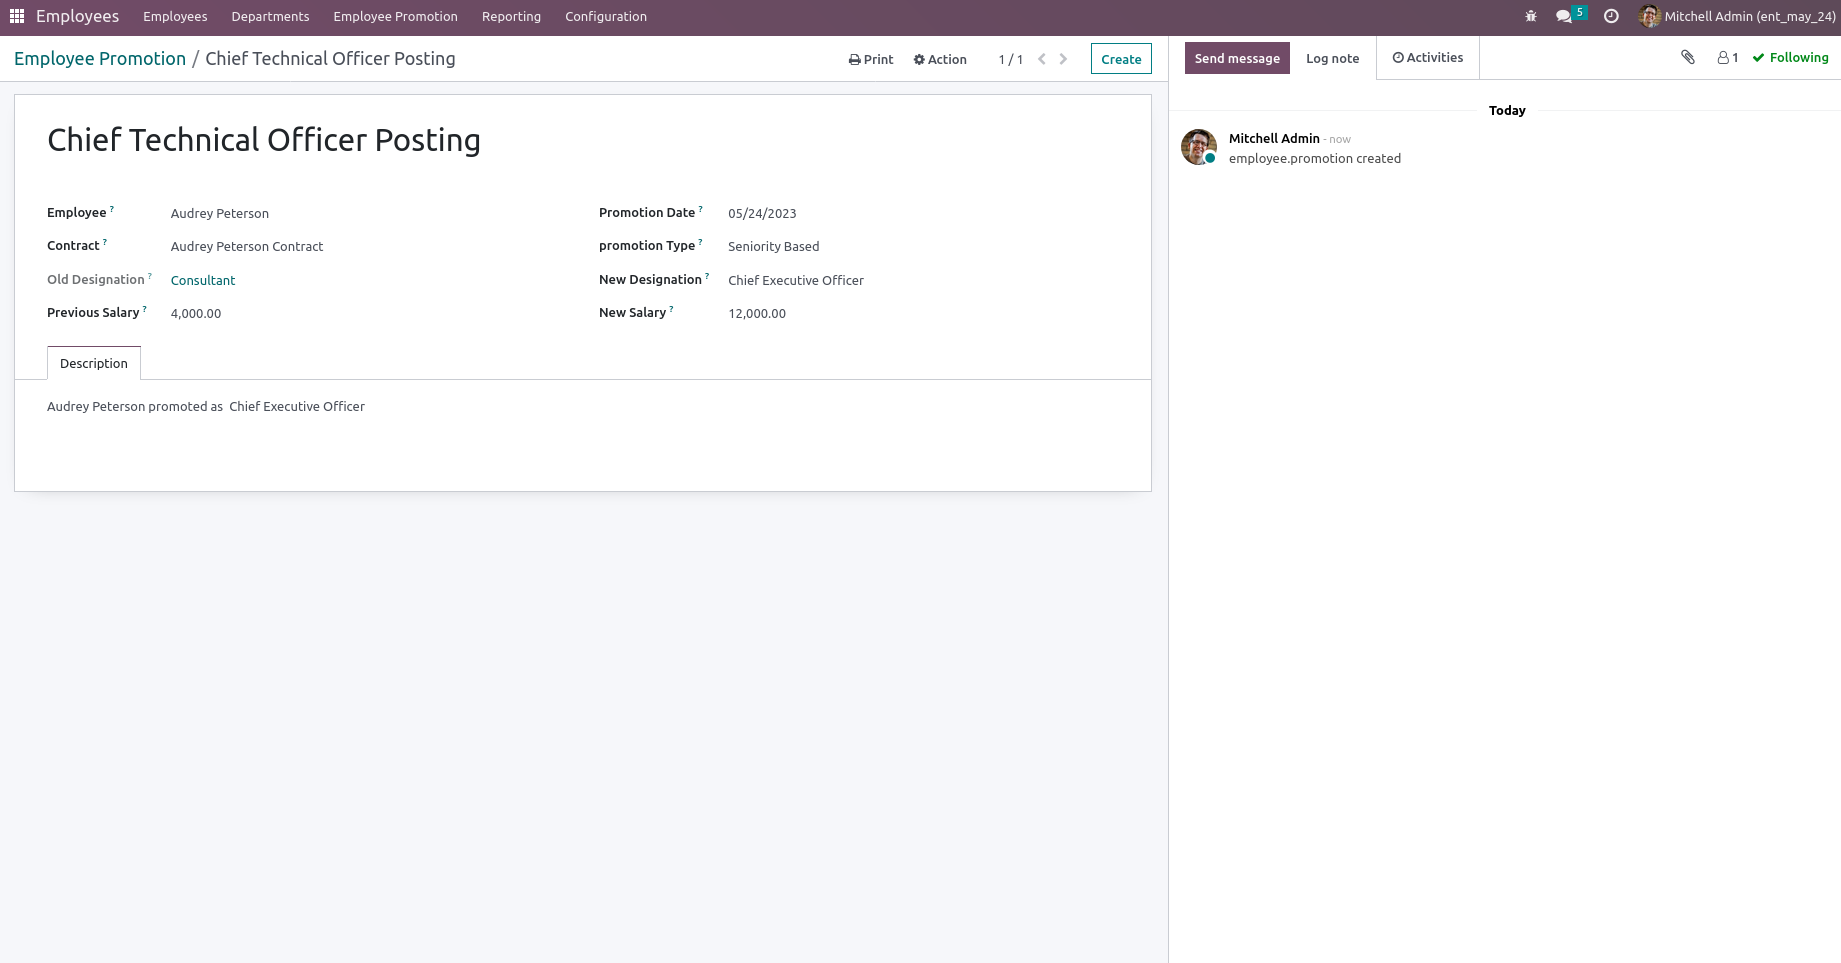 Employees Employees Departments Employee Promotion Reporting Configuration 5 Mitchell Admin (ent_may_24)
Employee Promotion / Chief Technical Officer Posting Print Action 1 / 1 Create
Send message Log note Activities 1 Following
Chief Technical Officer Posting
Employee ? Audrey Peterson Promotion Date ? 05/24/2023
Contract ? Audrey Peterson Contract promotion Type ? Seniority Based
Old Designation ? Consultant New Designation ? Chief Executive Officer
Previous Salary ? 4,000.00 New Salary ? 12,000.00
Description
Audrey Peterson promoted as Chief Executive Officer
Today
Mitchell Admin - now
employee.promotion created